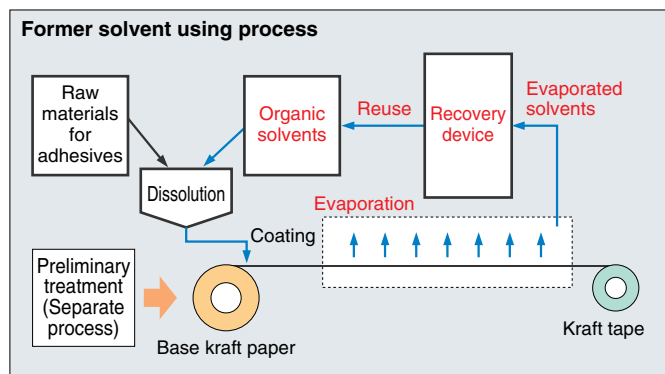 Former solvent using process
Raw
materials
for
adhesives
Organic
solvents
Reuse
Recovery
device
Evaporated
solvents
Dissolution
Evaporation
Coating
Preliminary
treatment
(Separate
process)
Base kraft paper
Kraft tape